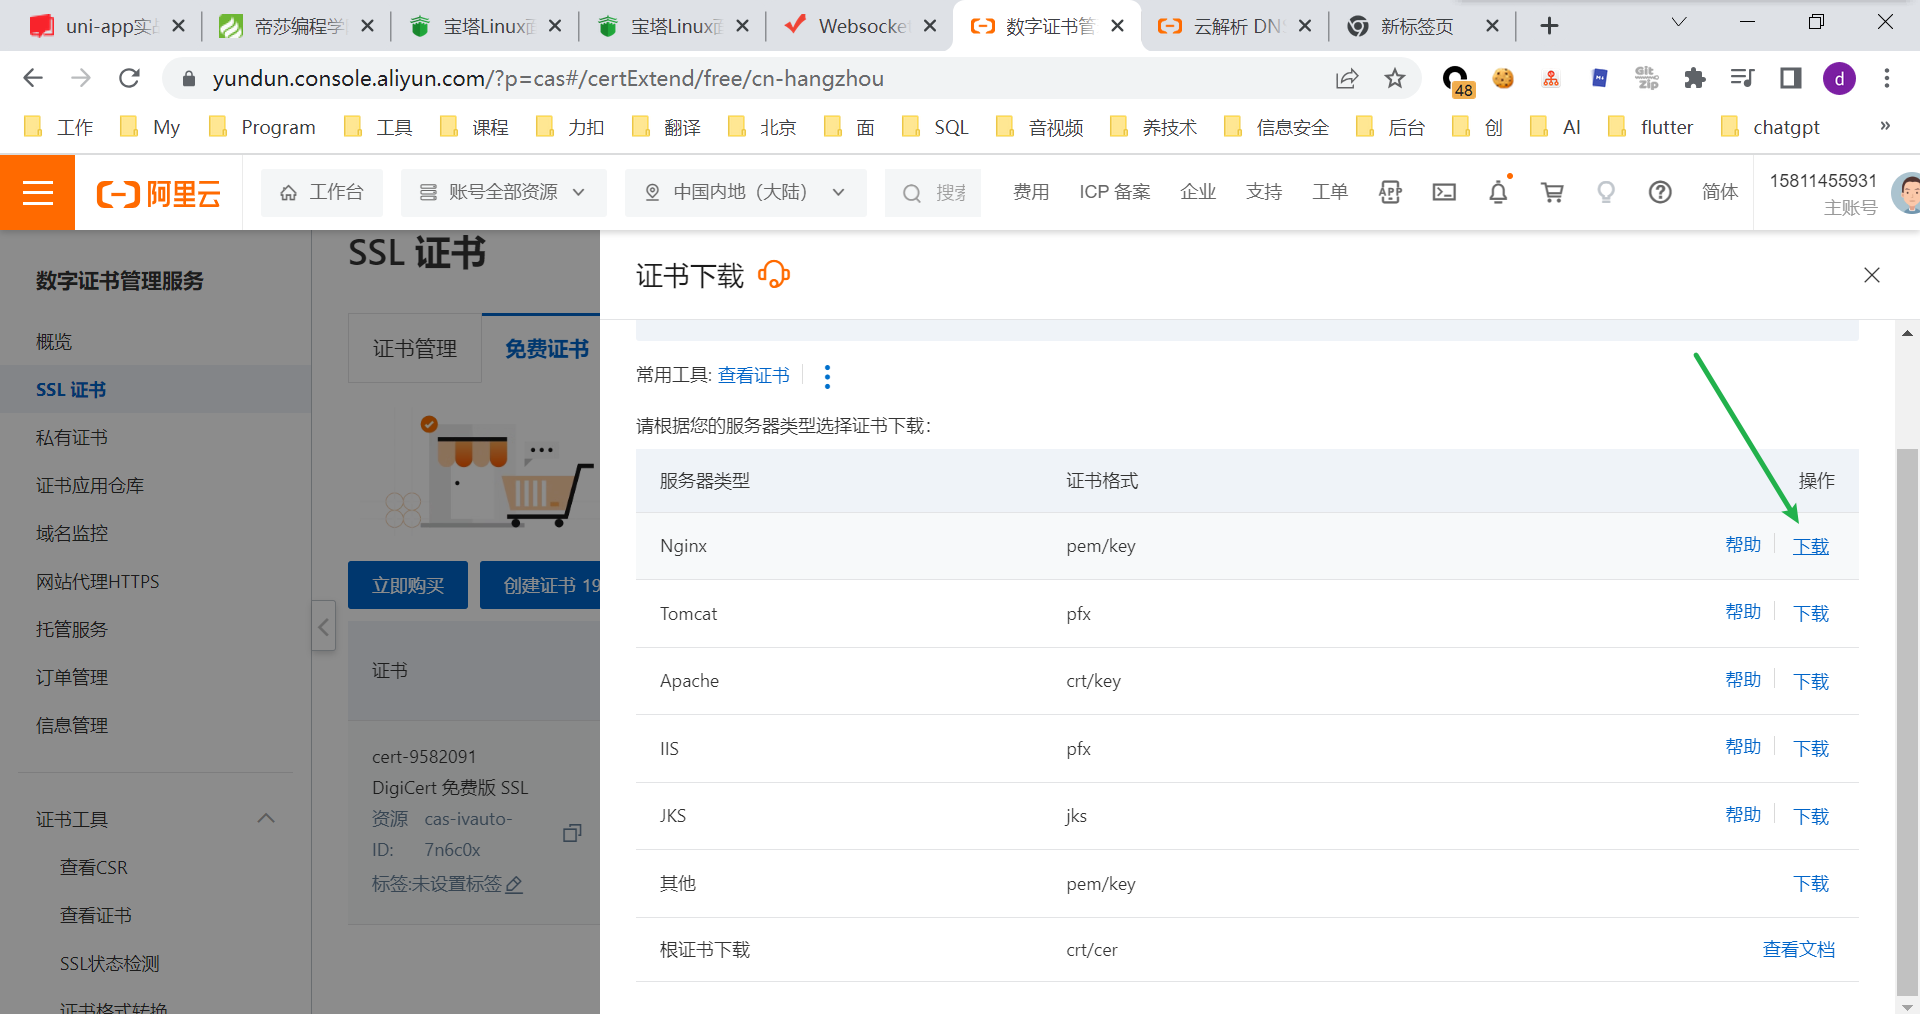 uni-app实战
帝莎编程学
宝塔Linux面
宝塔Linux面
Websocket
数字证书管
云解析 DNS
新标签页
yundun.console.aliyun.com/?p=cas#/certExtend/free/cn-hangzhou
48
Git zip
d
工作
My
Program
工具
课程
力扣
翻译
北京
面
SQL
音视频
养技术
信息安全
后台
创
AI
flutter
chatgpt
»
阿里云
工作台
账号全部资源
中国内地（大陆）
搜索
费用
ICP 备案
企业
支持
工单
APP
简体
15811455931
主账号
数字证书管理服务
概览
SSL 证书
私有证书
证书应用仓库
域名监控
网站代理HTTPS
托管服务
订单管理
信息管理
证书工具
查看CSR
查看证书
SSL状态检测
证书格式转换
SSL 证书
证书管理
免费证书
立即购买
创建证书 19
证书
cert-9582091
DigiCert 免费版 SSL
资源 cas-ivauto-
ID: 7n6c0x
标签:未设置标签
证书下载
常用工具: 查看证书
请根据您的服务器类型选择证书下载：
服务器类型 证书格式 操作
Nginx pem/key 帮助 下载
Tomcat pfx 帮助 下载
Apache crt/key 帮助 下载
IIS pfx 帮助 下载
JKS jks 帮助 下载
其他 pem/key 下载
根证书下载 crt/cer 查看文档